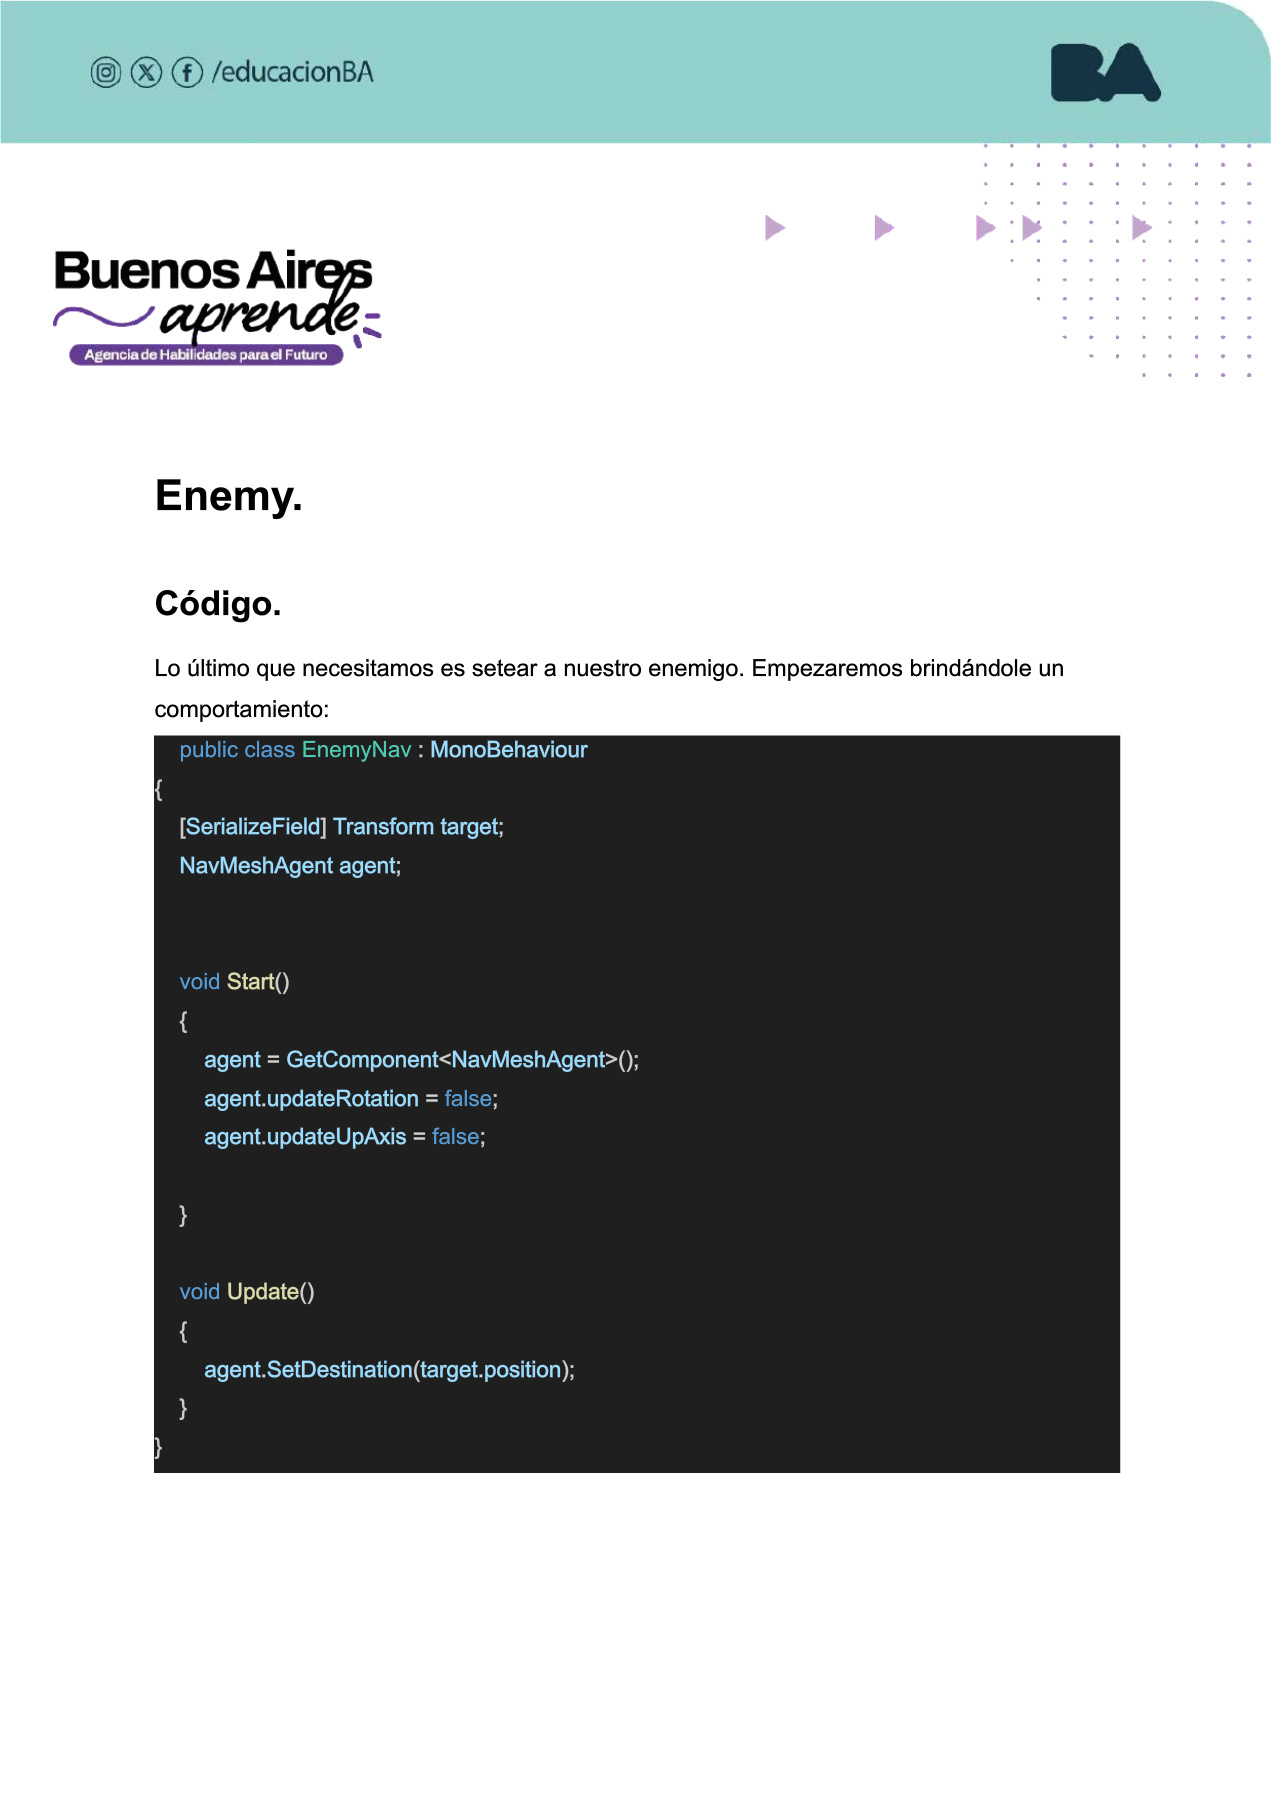 /educacionBA
BA
Buenos Aires
aprende
Agencia de Habilidades para el Futuro
Enemy.
Código.
Lo último que necesitamos es setear a nuestro enemigo. Empezaremos brindándole un
comportamiento:
public class EnemyNav : MonoBehaviour
{
[SerializeField] Transform target;
NavMeshAgent agent;
void Start()
{
agent = GetComponent<NavMeshAgent>();
agent.updateRotation = false;
agent.updateUpAxis = false;
}
void Update()
{
agent.SetDestination(target.position);
}
}